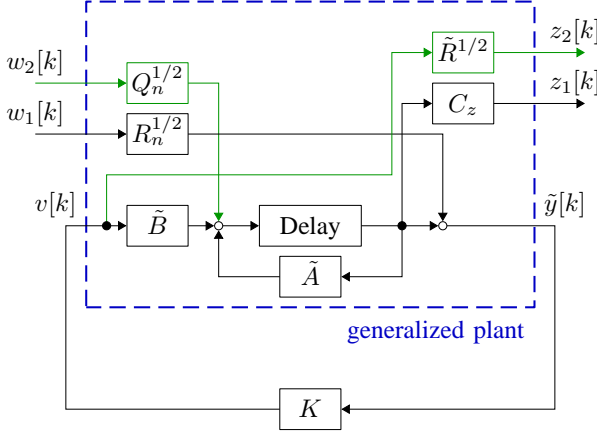 R̃^{1/2} z₂[k]
w₂[k] Q_n^{1/2} C_z z₁[k]
w₁[k] R_n^{1/2}
v[k] B̃ Delay ỹ[k]
Ã
generalized plant
K